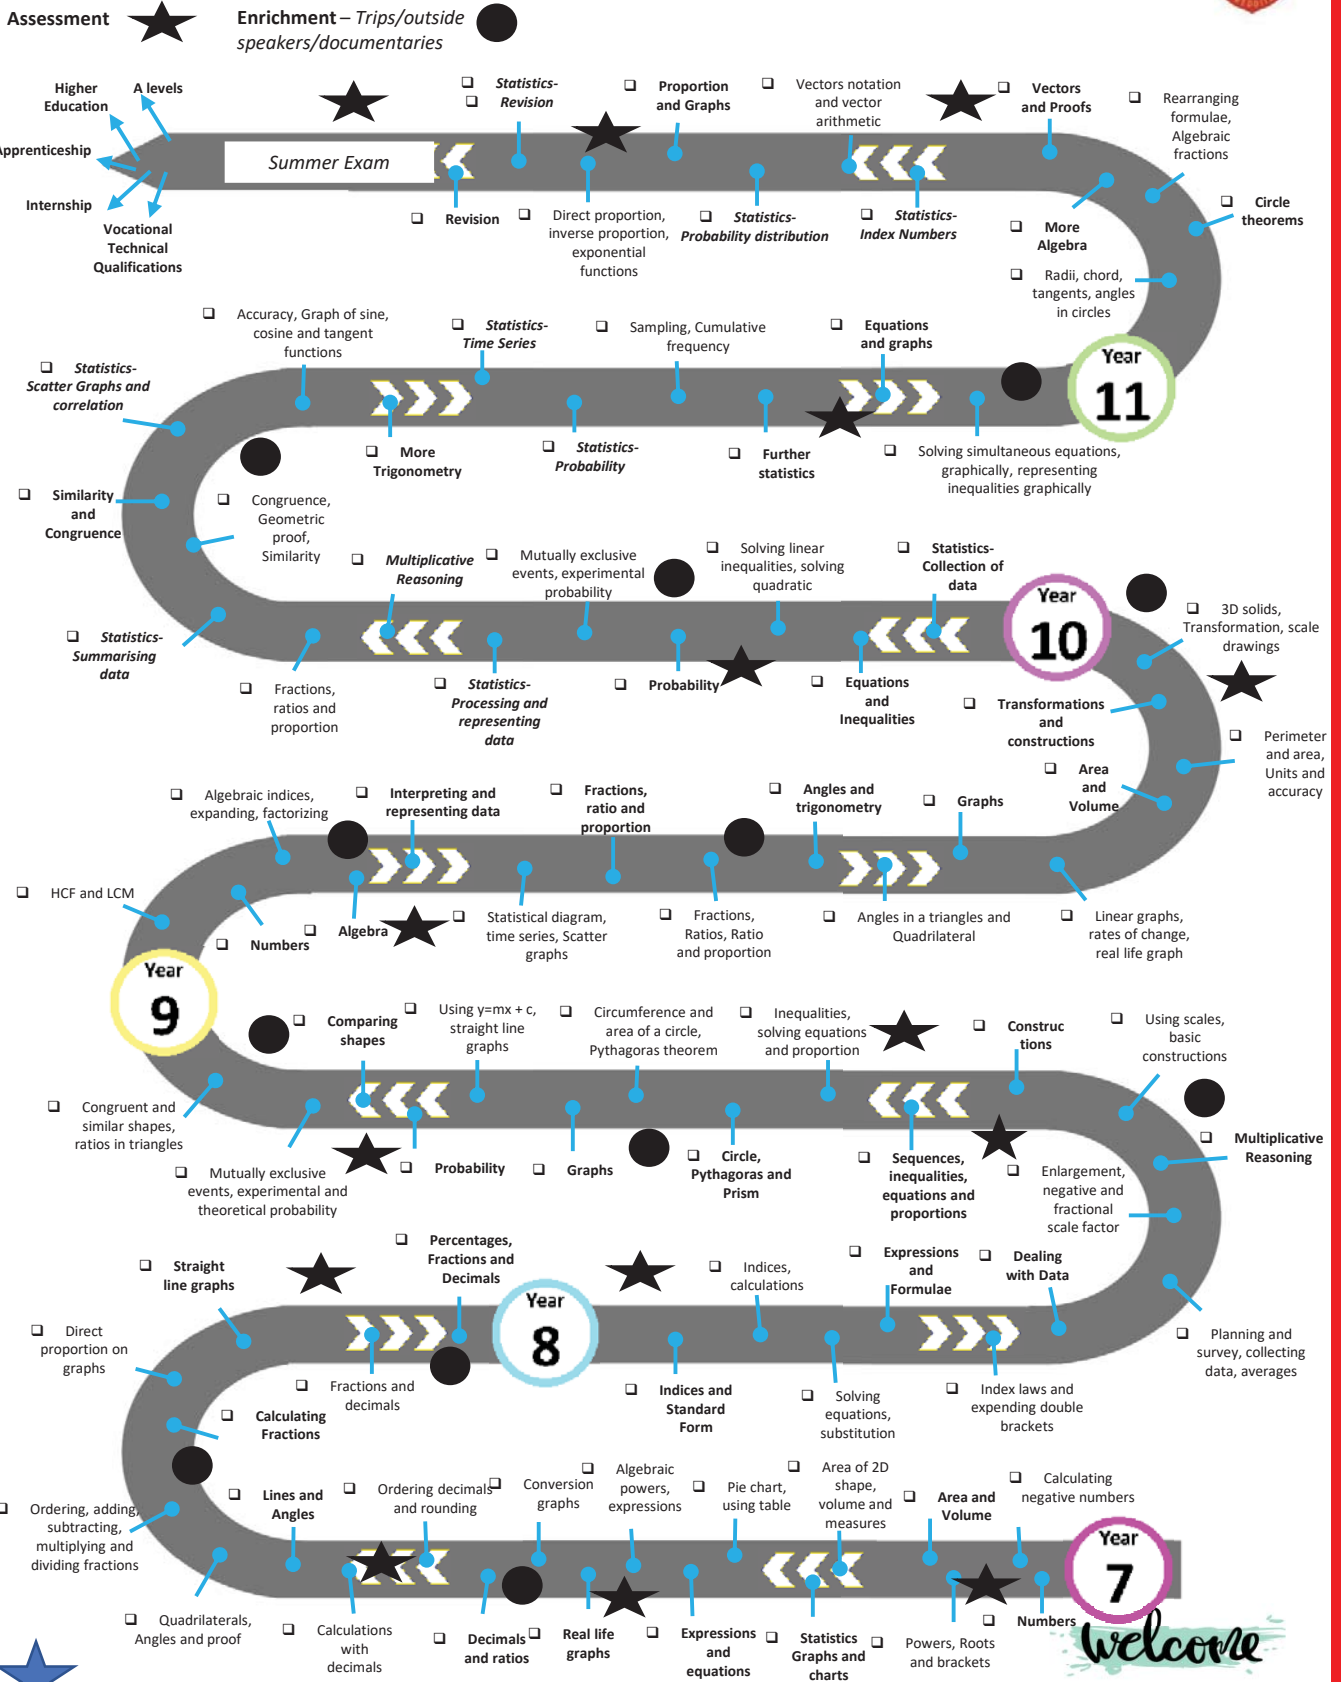 Assessment
Enrichment – Trips/outside
speakers/documentaries
Higher
Education
A levels
Apprenticeship
Internship
Vocational
Technical
Qualifications
Summer Exam
Statistics-
Revision
Proportion
and Graphs
Vectors notation
and vector
arithmetic
Vectors
and Proofs
Rearranging
formulae,
Algebraic
fractions
Circle
theorems
Revision
Direct proportion,
inverse proportion,
exponential
functions
Statistics-
Probability distribution
Statistics-
Index Numbers
More
Algebra
Radii, chord,
tangents, angles
in circles
Year
11
Accuracy, Graph of sine,
cosine and tangent
functions
Statistics-
Time Series
Sampling, Cumulative
frequency
Equations
and graphs
Statistics-
Scatter Graphs and
correlation
More
Trigonometry
Statistics-
Probability
Further
statistics
Solving simultaneous equations,
graphically, representing
inequalities graphically
Similarity
and
Congruence
Congruence,
Geometric
proof,
Similarity
Multiplicative
Reasoning
Mutually exclusive
events, experimental
probability
Solving linear
inequalities, solving
quadratic
Statistics-
Collection of
data
Year
10
3D solids,
Transformation, scale
drawings
Statistics-
Summarising
data
Fractions,
ratios and
proportion
Statistics-
Processing and
representing
data
Probability
Equations
and
Inequalities
Transformations
and
constructions
Perimeter
and area,
Units and
accuracy
Area
and
Volume
Algebraic indices,
expanding, factorizing
Interpreting and
representing data
Fractions,
ratio and
proportion
Angles and
trigonometry
Graphs
HCF and LCM
Numbers
Algebra
Statistical diagram,
time series, Scatter
graphs
Fractions,
Ratios, Ratio
and proportion
Angles in a triangles and
Quadrilateral
Linear graphs,
rates of change,
real life graph
Year
9
Comparing
shapes
Using y=mx + c,
straight line
graphs
Circumference and
area of a circle,
Pythagoras theorem
Inequalities,
solving equations
and proportion
Construc
tions
Using scales,
basic
constructions
Congruent and
similar shapes,
ratios in triangles
Mutually exclusive
events, experimental and
theoretical probability
Probability
Graphs
Circle,
Pythagoras and
Prism
Sequences,
inequalities,
equations and
proportions
Enlargement,
negative and
fractional
scale factor
Multiplicative
Reasoning
Straight
line graphs
Percentages,
Fractions and
Decimals
Year
8
Indices,
calculations
Expressions
and
Formulae
Dealing
with Data
Direct
proportion on
graphs
Fractions and
decimals
Calculating
Fractions
Indices and
Standard
Form
Solving
equations,
substitution
Index laws and
expending double
brackets
Planning and
survey, collecting
data, averages
Ordering, adding,
subtracting,
multiplying and
dividing fractions
Lines and
Angles
Ordering decimals
and rounding
Conversion
graphs
Algebraic
powers,
expressions
Pie chart,
using table
Area of 2D
shape,
volume and
measures
Area and
Volume
Calculating
negative numbers
Year
7
Quadrilaterals,
Angles and proof
Calculations
with
decimals
Decimals
and ratios
Real life
graphs
Expressions
and
equations
Statistics
Graphs and
charts
Powers, Roots
and brackets
Numbers
welcome